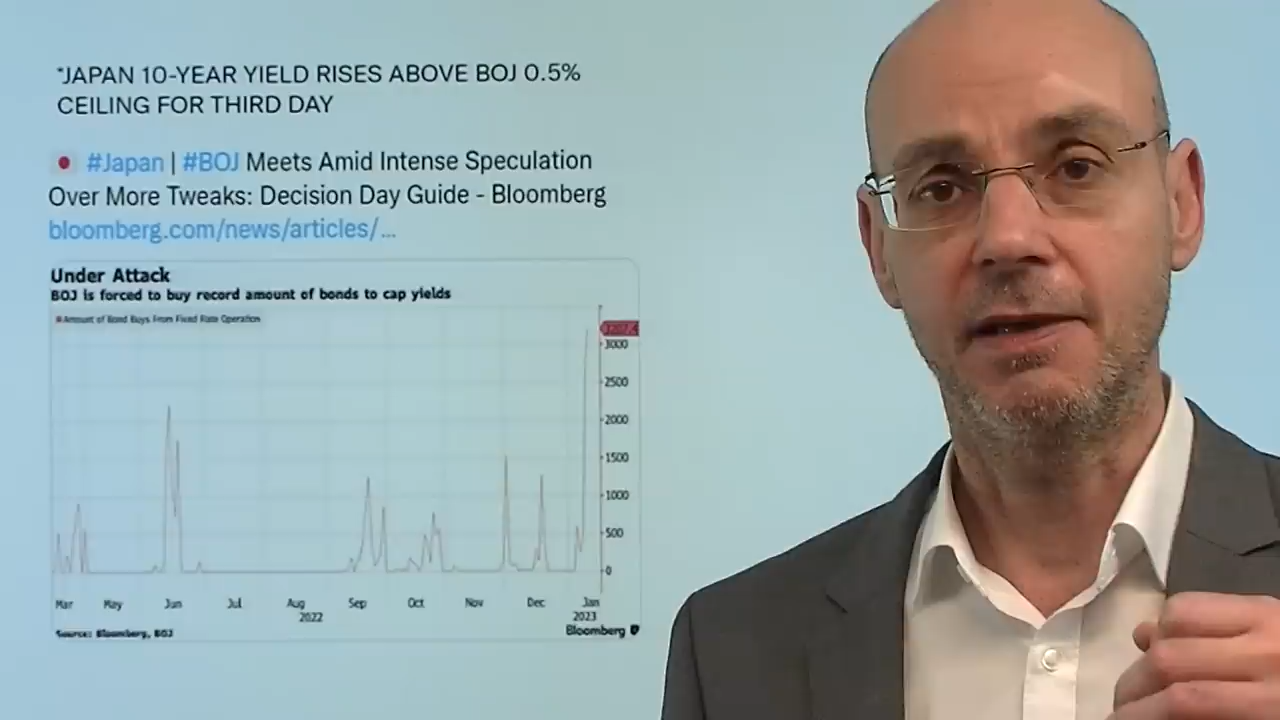 *JAPAN 10-YEAR YIELD RISES ABOVE BOJ 0.5%
CEILING FOR THIRD DAY
#Japan | #BOJ Meets Amid Intense Speculation
Over More Tweaks: Decision Day Guide - Bloomberg
bloomberg.com/news/articles/...
Under Attack
BOJ is forced to buy record amount of bonds to cap yields
Amount of Bond Buys From Fixed Rate Operation
3207.4
3000
2500
2000
1500
1000
500
0
Mar May Jun Jul Aug Sep Oct Nov Dec Jan
2022 2023
Source: Bloomberg, BOJ
Bloomberg